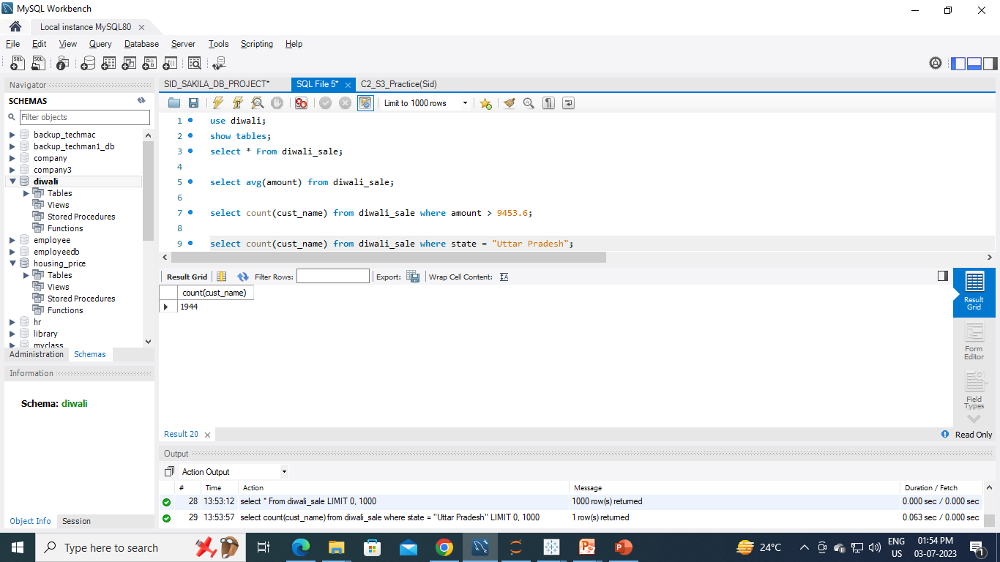 MySQL Workbench
Local instance MySQL80
File Edit View Query Database Server Tools Scripting Help
Navigator
SCHEMAS
Filter objects
backup_techmac
backup_techman1_db
company
company3
diwali
Tables
Views
Stored Procedures
Functions
employee
employeedb
housing_price
Tables
Views
Stored Procedures
Functions
hr
library
myclass
Administration Schemas
Information
Schema: diwali
Object Info Session
SID_SAKILA_DB_PROJECT* SQL File 5* C2_S3_Practice(Sid)
Limit to 1000 rows
1 use diwali;
2 show tables;
3 select * From diwali_sale;
4
5 select avg(amount) from diwali_sale;
6
7 select count(cust_name) from diwali_sale where amount > 9453.6;
8
9 select count(cust_name) from diwali_sale where state = "Uttar Pradesh";
Result Grid Filter Rows: Export: Wrap Cell Content:
count(cust_name)
1944
Result Grid
Form Editor
Field Types
Result 20
Read Only
Output
Action Output
# Time Action Message Duration / Fetch
28 13:53:12 select * From diwali_sale LIMIT 0, 1000 1000 row(s) returned 0.000 sec / 0.000 sec
29 13:53:57 select count(cust_name) from diwali_sale where state = "Uttar Pradesh" LIMIT 0, 1000 1 row(s) returned 0.063 sec / 0.000 sec
Type here to search
24°C
ENG US
01:54 PM
03-07-2023
1